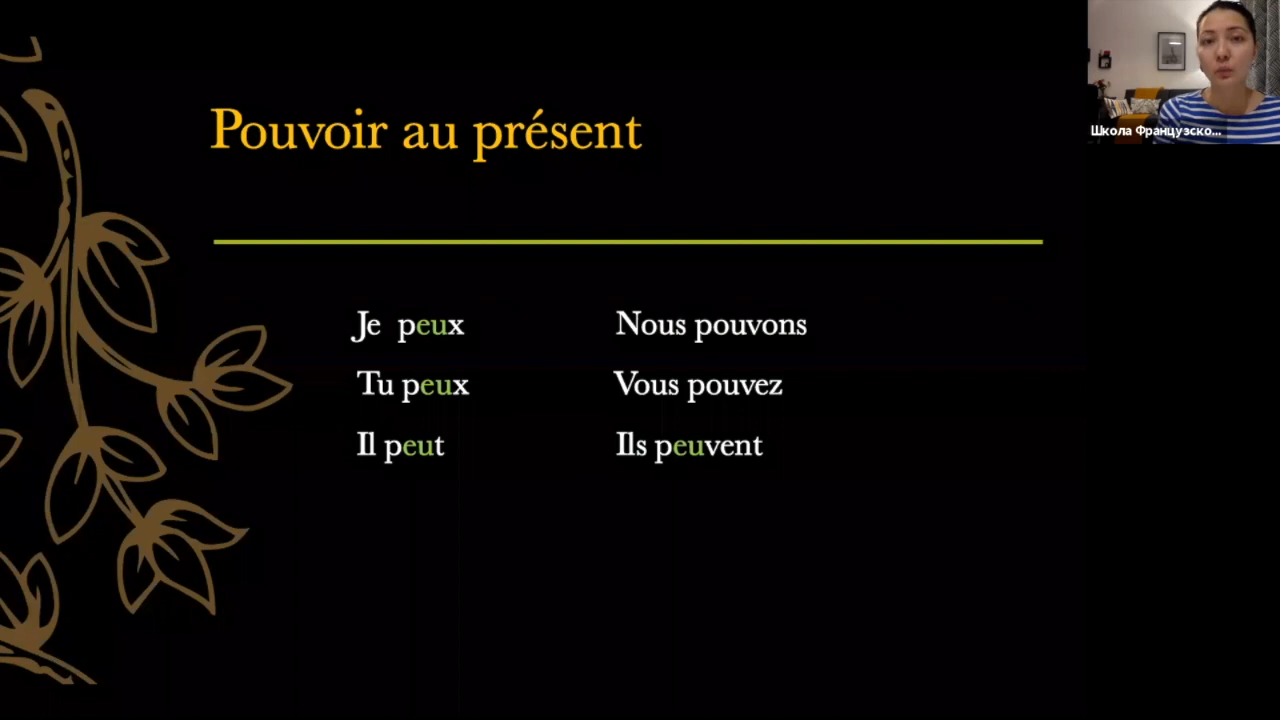 Pouvoir au présent
Je peux
Tu peux
Il peut
Nous pouvons
Vous pouvez
Ils peuvent
Школа Французско...